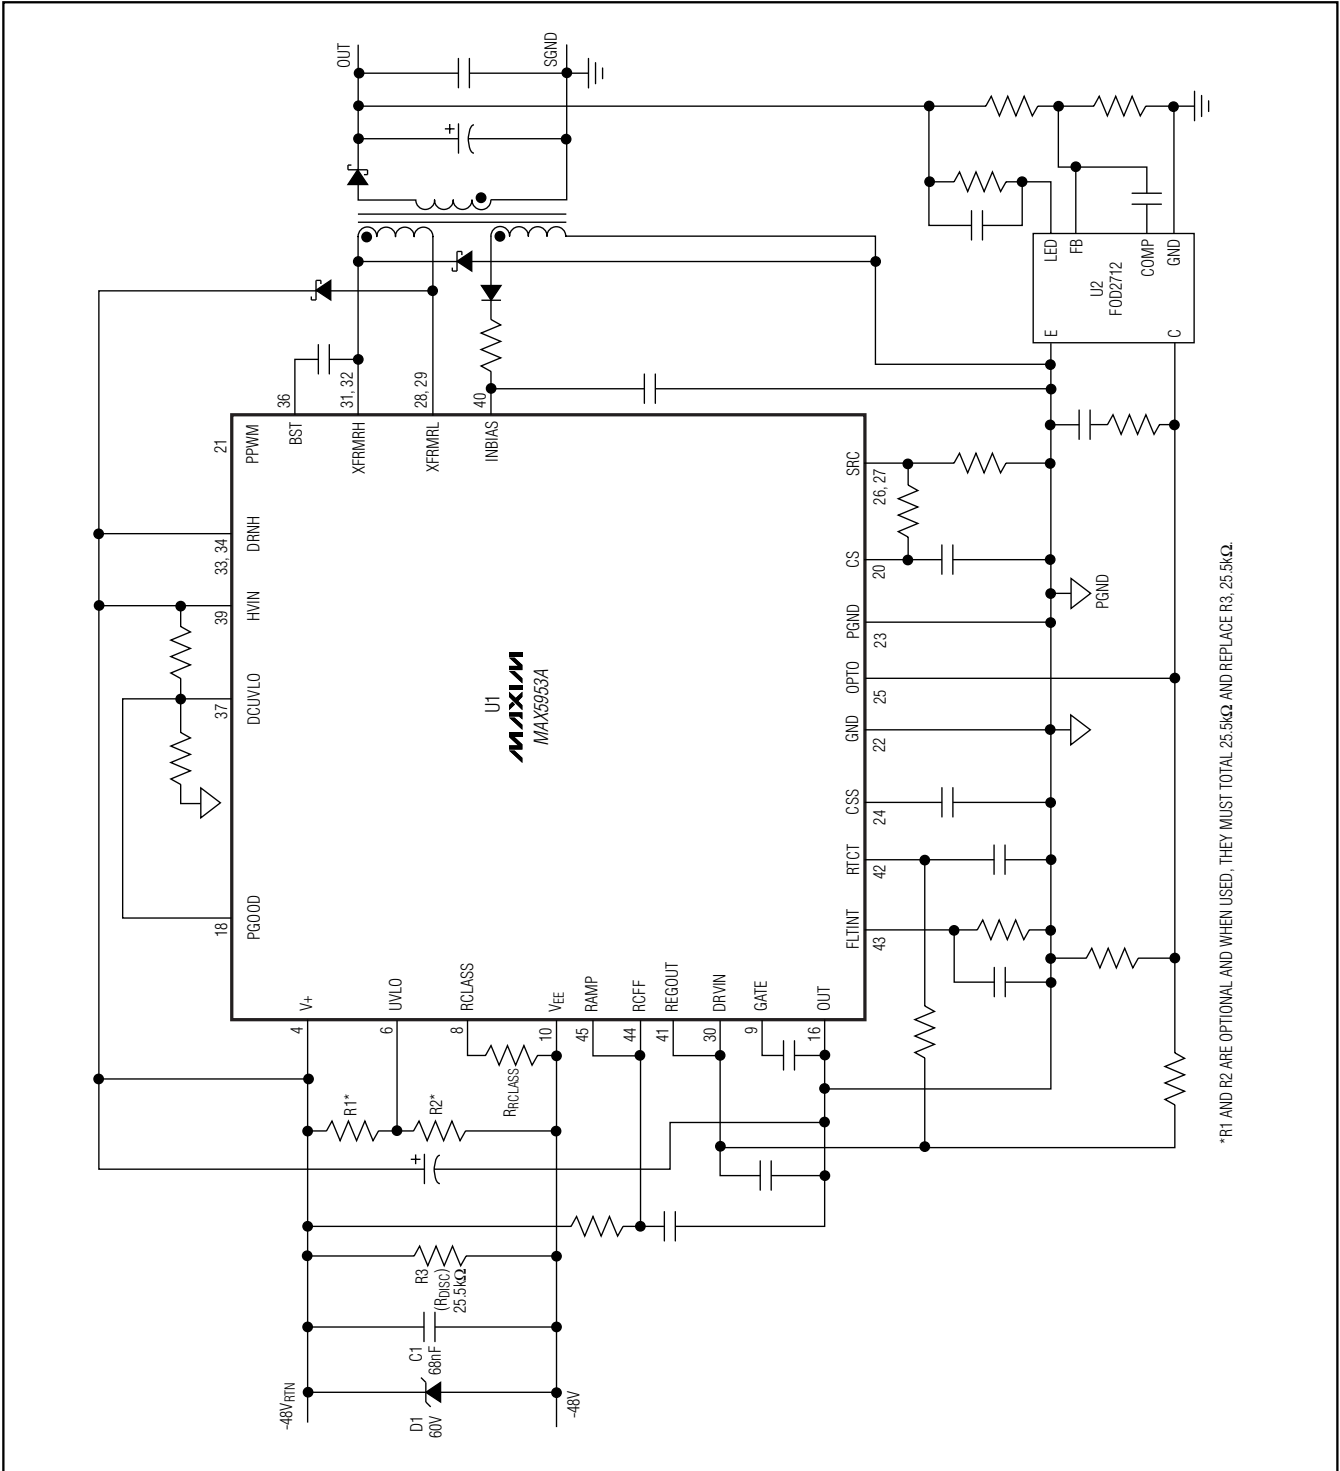 -48VRTN
-48V
D1
60V
C1
68nF
R3
(RDISC)
25.5kΩ
R1*
R2*
RRCLASS
4
V+
6
UVLO
8
RCLASS
10
VEE
45
RAMP
44
RCFF
41
REGOUT
30
DRVIN
9
GATE
16
OUT
18
PGOOD
37
DCUVLO
39
HVIN
33, 34
DRNH
21
PPWM
U1
MAXIM
MAX5953A
36
BST
31, 32
XFRMRH
28, 29
XFRMRL
40
INBIAS
FLTINT
43
RTCT
42
CSS
24
GND
22
OPTO
25
PGND
23
CS
20
SRC
26, 27
PGND
OUT
SGND
U2
FOD2712
LED
FB
COMP
GND
E
C
*R1 AND R2 ARE OPTIONAL AND WHEN USED, THEY MUST TOTAL 25.5kΩ AND REPLACE R3, 25.5kΩ.